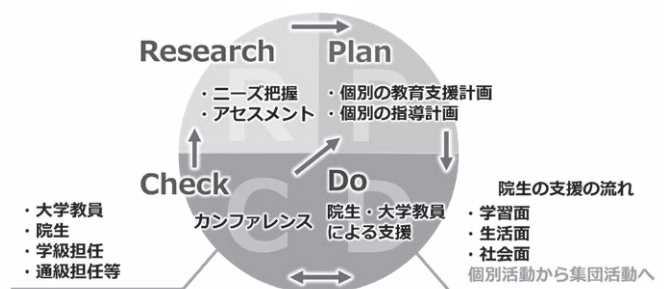 Research
Plan
・ニーズ把握
・アセスメント
・個別の教育支援計画
・個別の指導計画
R
P
Check
Do
カンファレンス
院生・大学教員
による支援
C
D
・大学教員
・院生
・学級担任
・通級担任等
院生の支援の流れ
・学習面
・生活面
・社会面
個別活動から集団活動へ